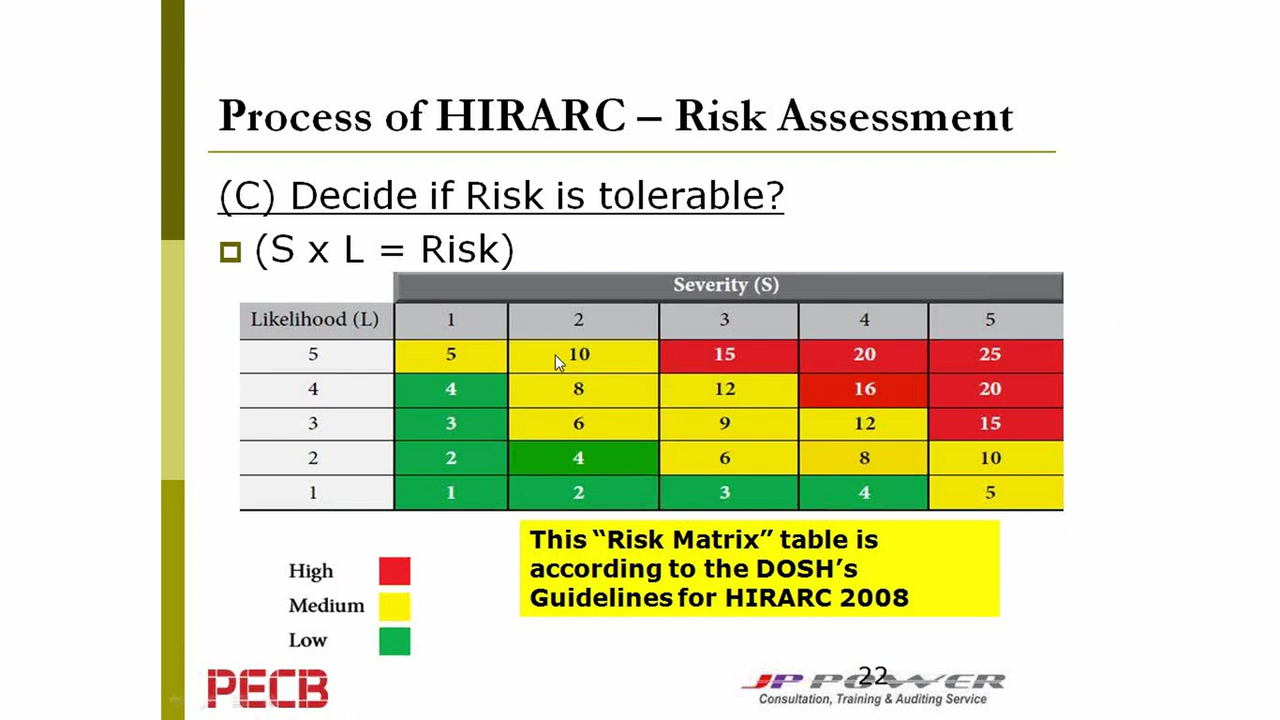 Process of HIRARC – Risk Assessment
(C) Decide if Risk is tolerable?
(S x L = Risk)
Severity (S)
Likelihood (L) 1 2 3 4 5
5 5 10 15 20 25
4 4 8 12 16 20
3 3 6 9 12 15
2 2 4 6 8 10
1 1 2 3 4 5
This “Risk Matrix” table is
according to the DOSH’s
Guidelines for HIRARC 2008
High
Medium
Low
PECB
22
JP POWER
Consultation, Training & Auditing Service